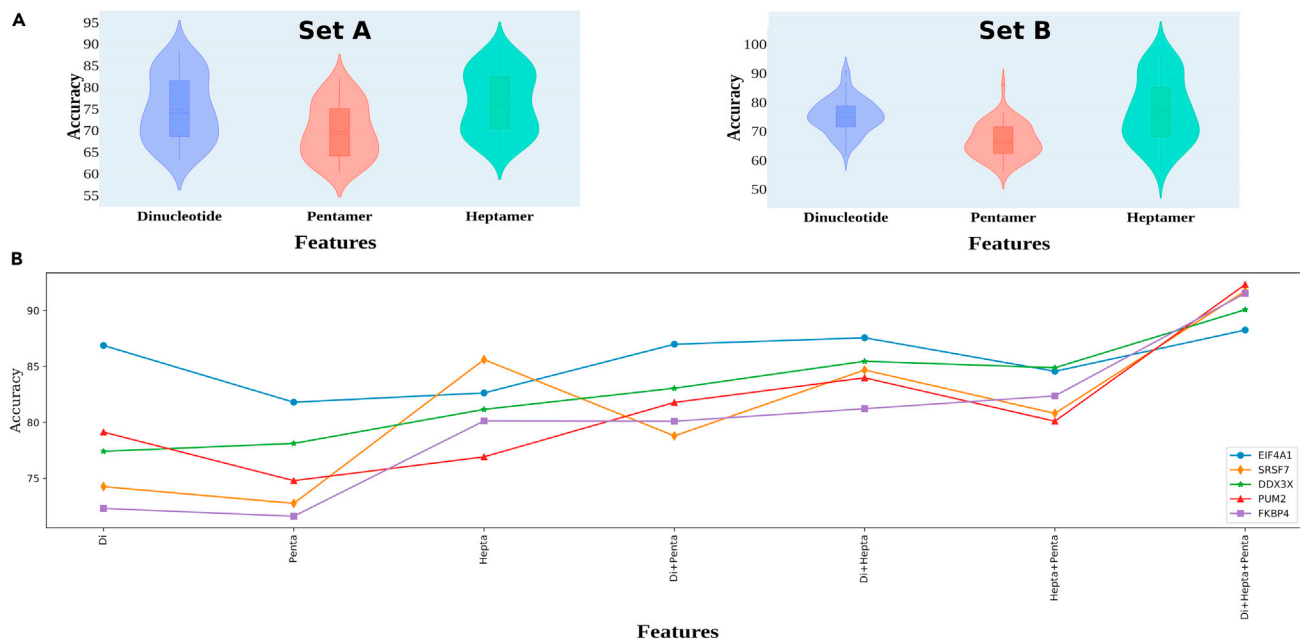 A
Set A
Accuracy
95
90
85
80
75
70
65
60
55
Dinucleotide Pentamer Heptamer
Features
Set B
Accuracy
100
90
80
70
60
50
Dinucleotide Pentamer Heptamer
Features
B
Accuracy
90
85
80
75
EIF4A1
SRSF7
DDX3X
PUM2
FKBP4
Di
Penta
Hepta
Di+Penta
Di+Hepta
Hepta+Penta
Di+Hepta+Penta
Features